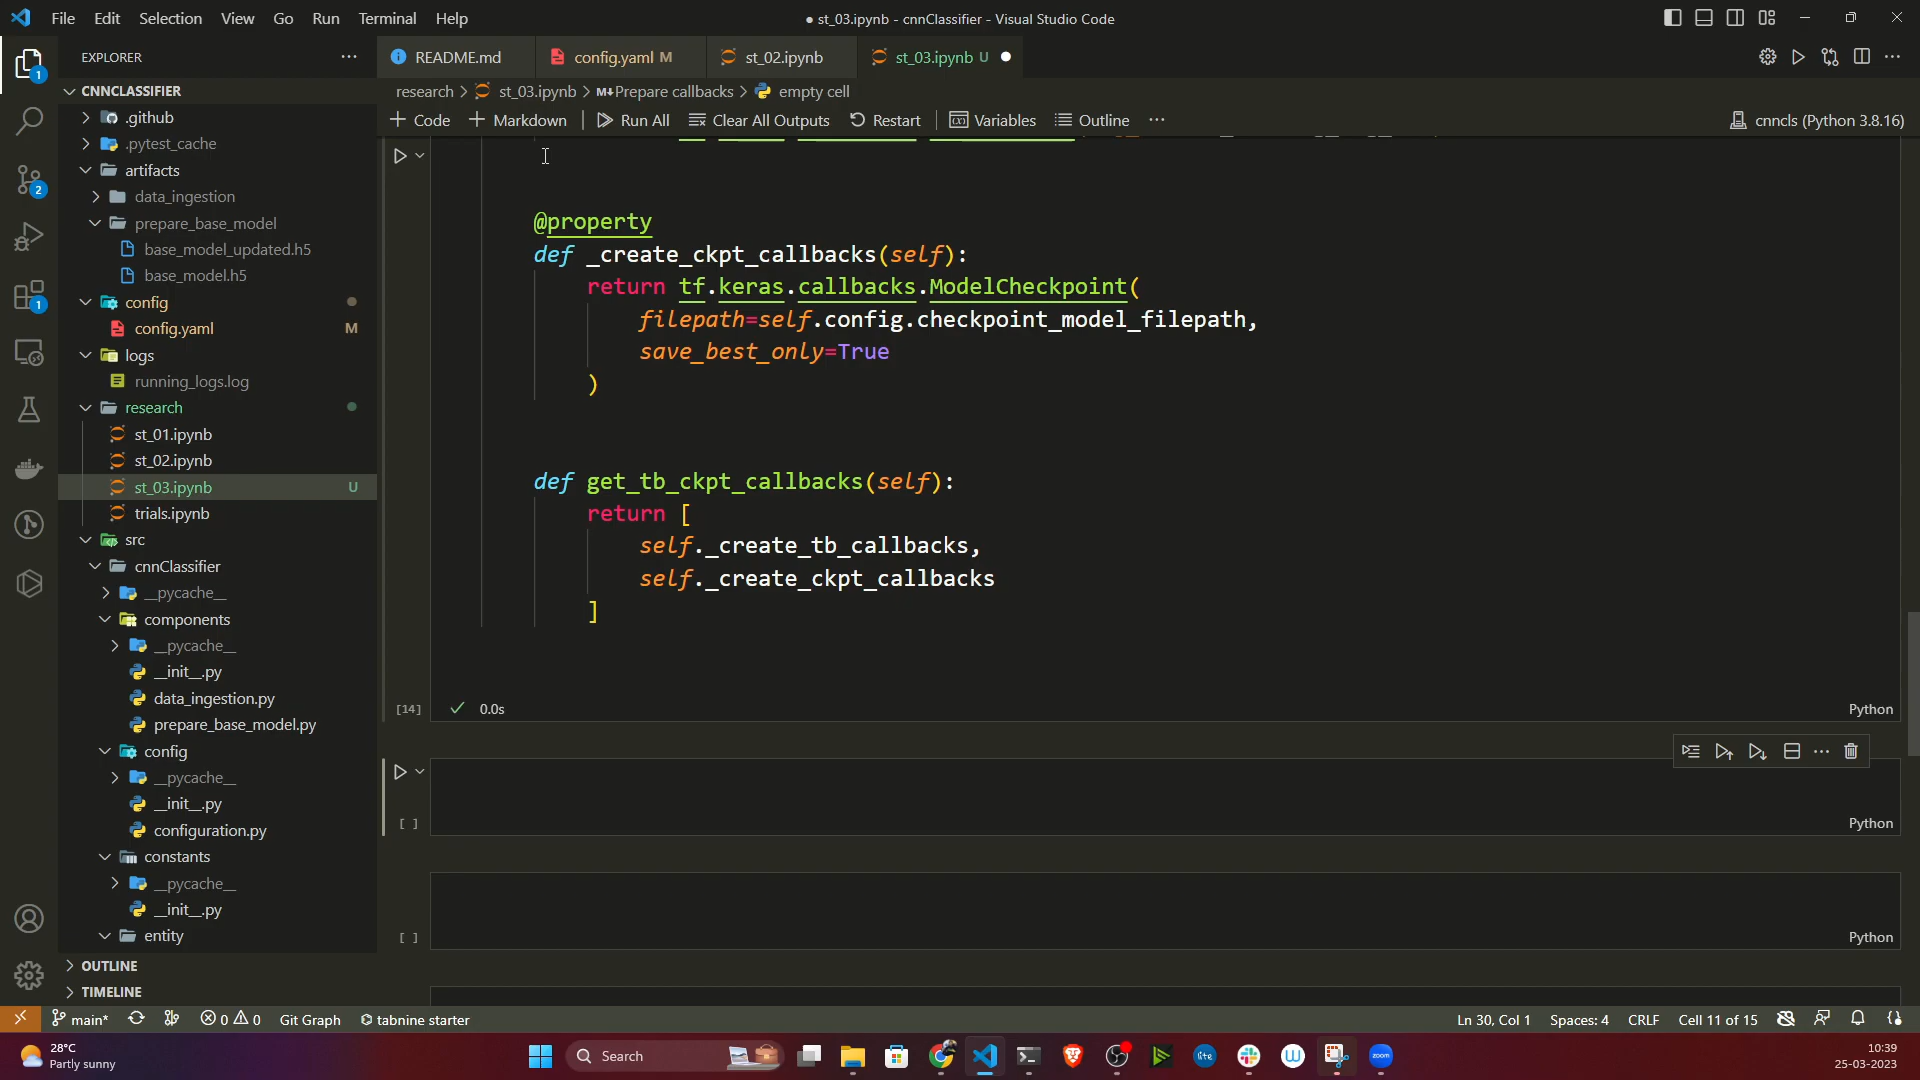 File Edit Selection View Go Run Terminal Help
● st_03.ipynb - cnnClassifier - Visual Studio Code
EXPLORER
README.md
config.yaml M
st_02.ipynb
st_03.ipynb U
CNNCLASSIFIER
research > st_03.ipynb > M↓Prepare callbacks > empty cell
+ Code + Markdown Run All Clear All Outputs Restart Variables Outline ...
cnncls (Python 3.8.16)
.github
.pytest_cache
artifacts
data_ingestion
prepare_base_model
base_model_updated.h5
base_model.h5
config
config.yaml M
logs
running_logs.log
research
st_01.ipynb
st_02.ipynb
st_03.ipynb U
trials.ipynb
src
cnnClassifier
__pycache__
components
__pycache__
__init__.py
data_ingestion.py
prepare_base_model.py
config
__pycache__
__init__.py
configuration.py
constants
__pycache__
__init__.py
entity
OUTLINE
TIMELINE
@property
def _create_ckpt_callbacks(self):
return tf.keras.callbacks.ModelCheckpoint(
filepath=self.config.checkpoint_model_filepath,
save_best_only=True
)
def get_tb_ckpt_callbacks(self):
return [
self._create_tb_callbacks,
self._create_ckpt_callbacks
]
[14] 0.0s Python
[ ] Python
[ ] Python
1
2
1
main* 0 0 Git Graph tabnine starter
Ln 30, Col 1 Spaces: 4 CRLF Cell 11 of 15
28°C
Partly sunny
Search
lite
zoom
10:39
25-03-2023